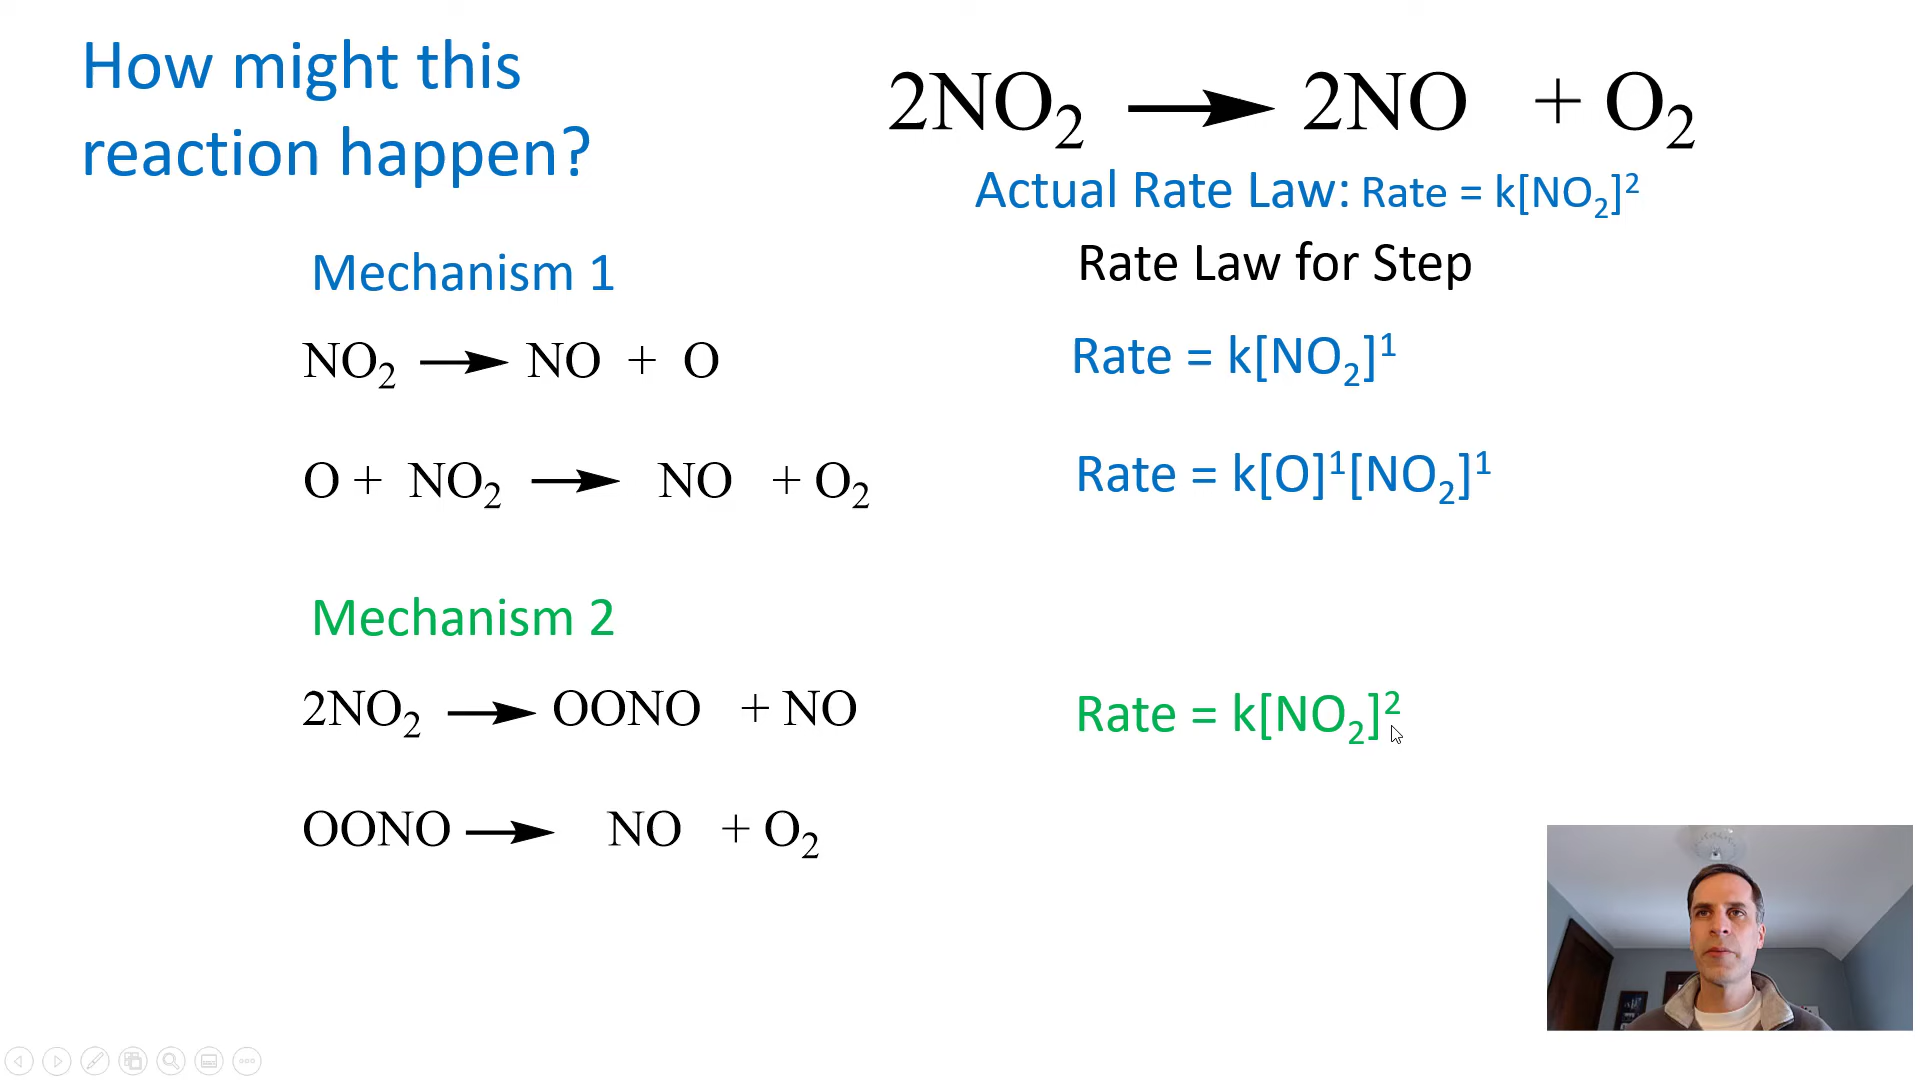 How might this
reaction happen?
2NO₂ → 2NO + O₂
Actual Rate Law: Rate = k[NO₂]²
Mechanism 1
Rate Law for Step
NO₂ → NO + O
Rate = k[NO₂]¹
O + NO₂ → NO + O₂
Rate = k[O]¹[NO₂]¹
Mechanism 2
2NO₂ → OONO + NO
Rate = k[NO₂]²
OONO → NO + O₂